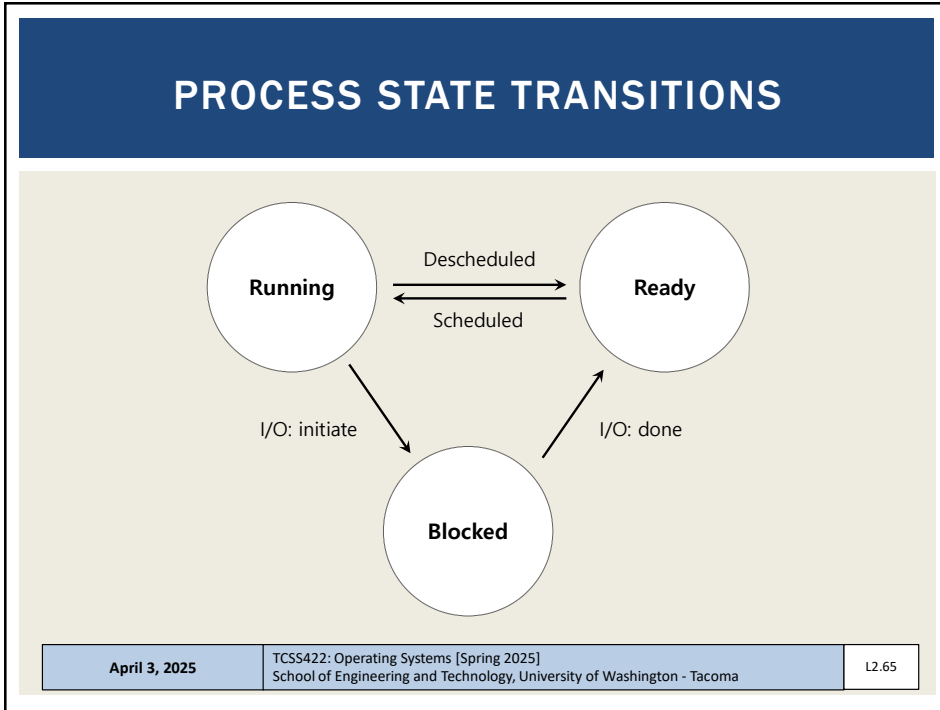 PROCESS STATE TRANSITIONS
Descheduled
Running
Ready
Scheduled
I/O: initiate
I/O: done
Blocked
April 3, 2025
TCSS422: Operating Systems [Spring 2025]
School of Engineering and Technology, University of Washington - Tacoma
L2.65